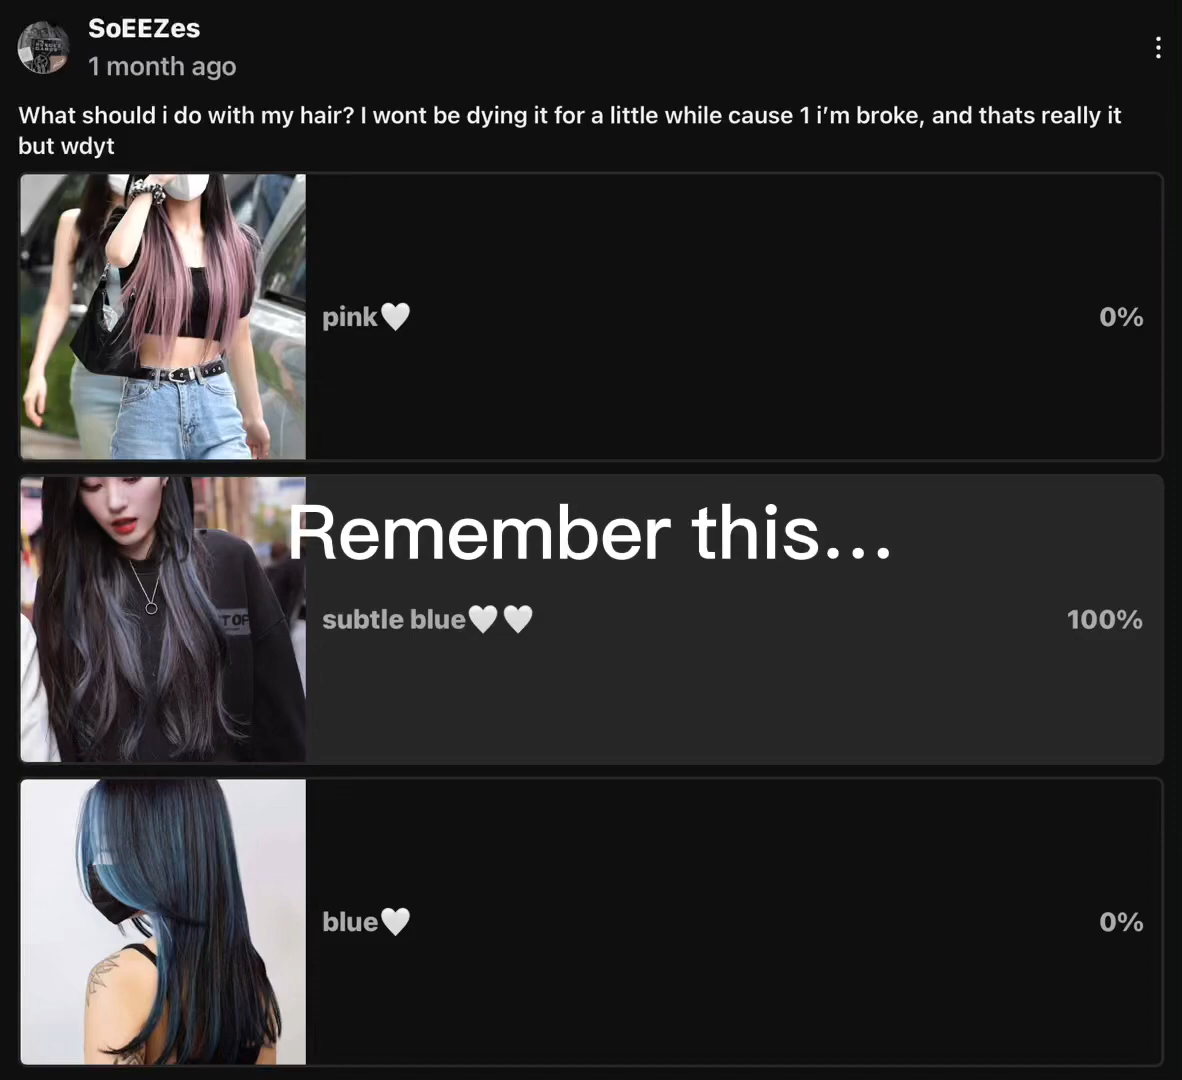 SoEEZes
1 month ago
What should i do with my hair? I wont be dying it for a little while cause 1 i’m broke, and thats really it
but wdyt
pink🤍
0%
Remember this...
TOP
subtle blue🤍🤍
100%
blue🤍
0%